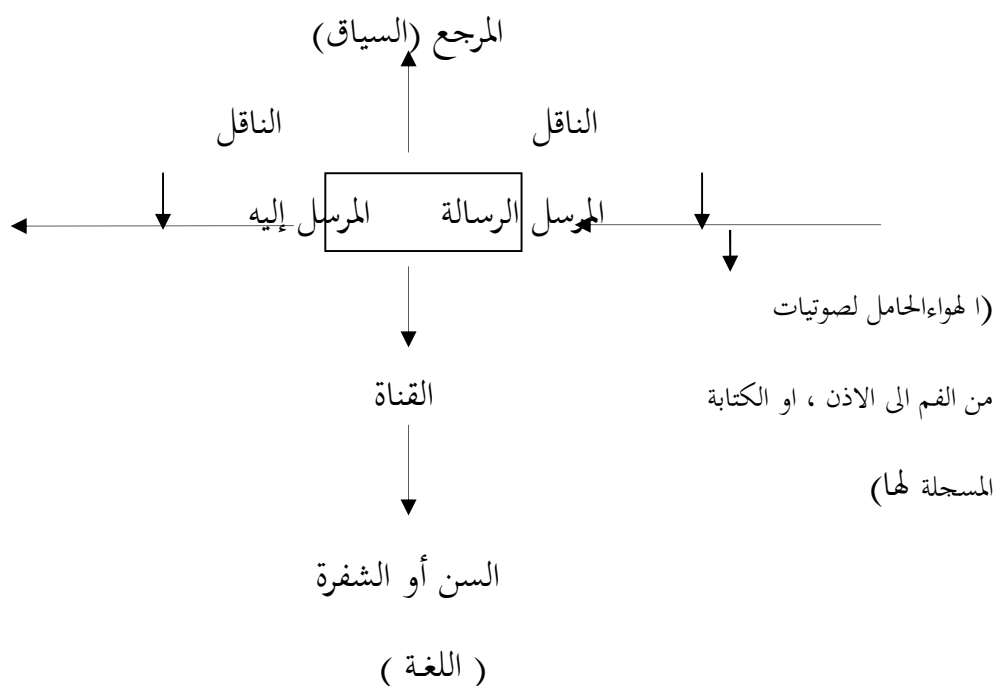 المرجع (السياق)
الناقل الناقل
المرسل الرسالة المرسل إليه
(ا لهواءالحامل لصوتيات
من الفم الى الاذن ، او الكتابة
القناة
المسجلة لها)
السن أو الشفرة
( اللغة )